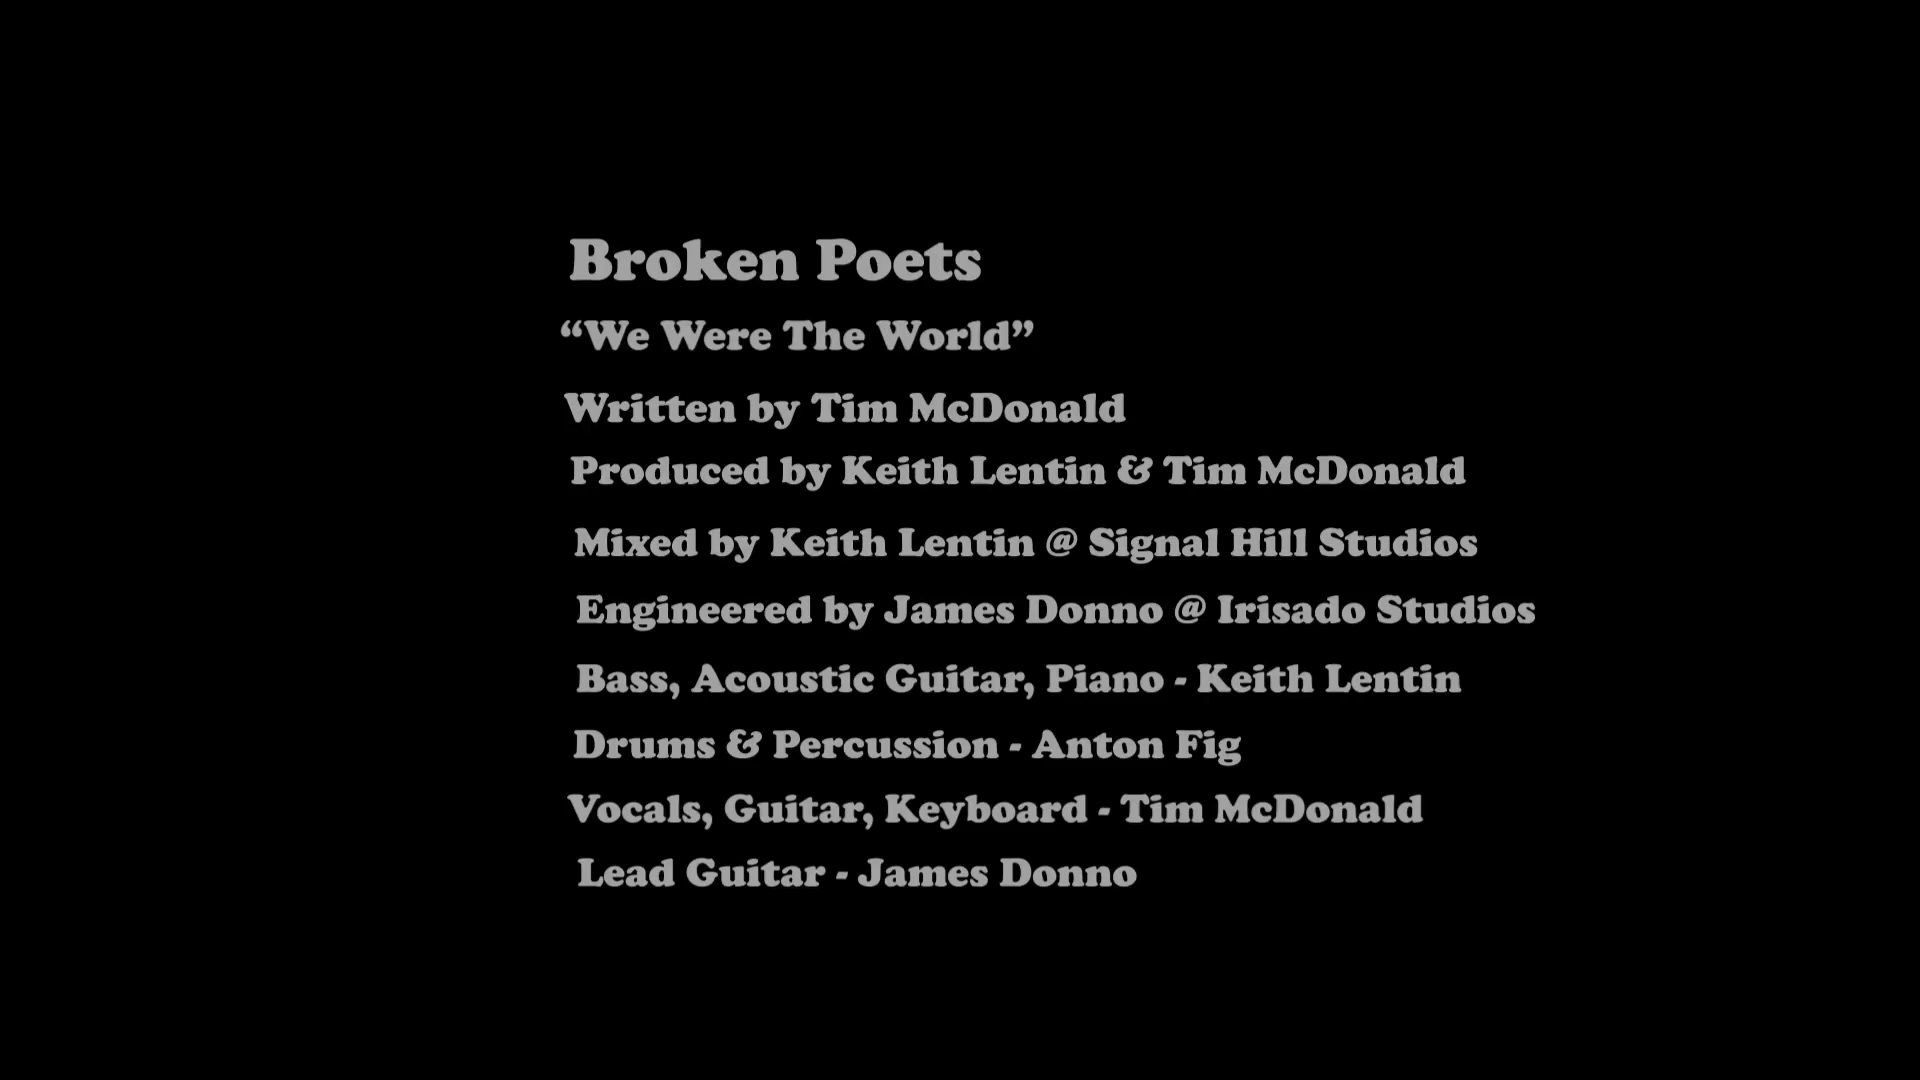 Broken Poets
“We Were The World”
Written by Tim McDonald
Produced by Keith Lentin & Tim McDonald
Mixed by Keith Lentin @ Signal Hill Studios
Engineered by James Donno @ Irisado Studios
Bass, Acoustic Guitar, Piano - Keith Lentin
Drums & Percussion - Anton Fig
Vocals, Guitar, Keyboard - Tim McDonald
Lead Guitar - James Donno